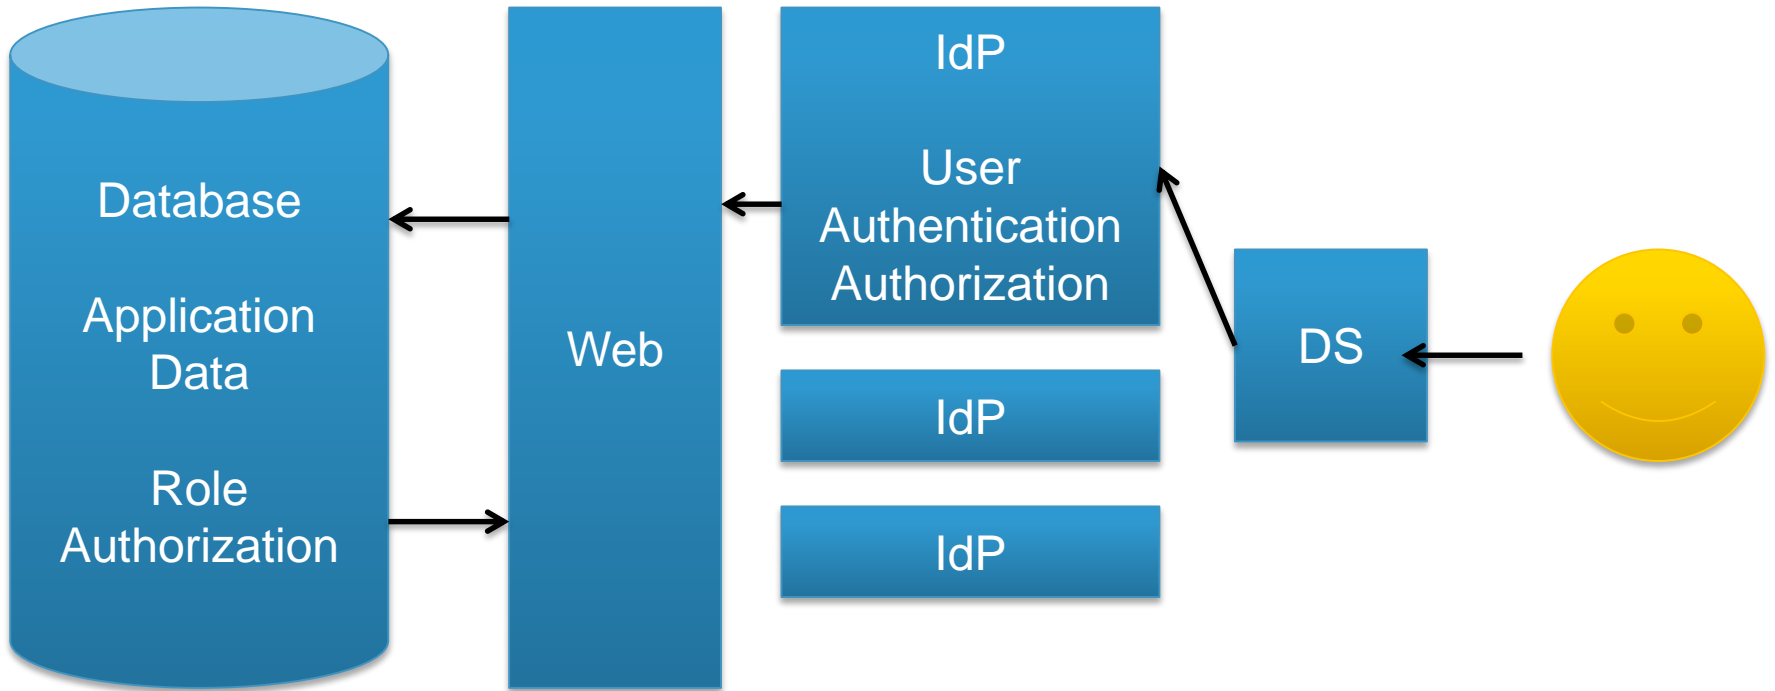 Database
Application
Data
Role
Authorization
Web
IdP
User
Authentication
Authorization
IdP
IdP
DS